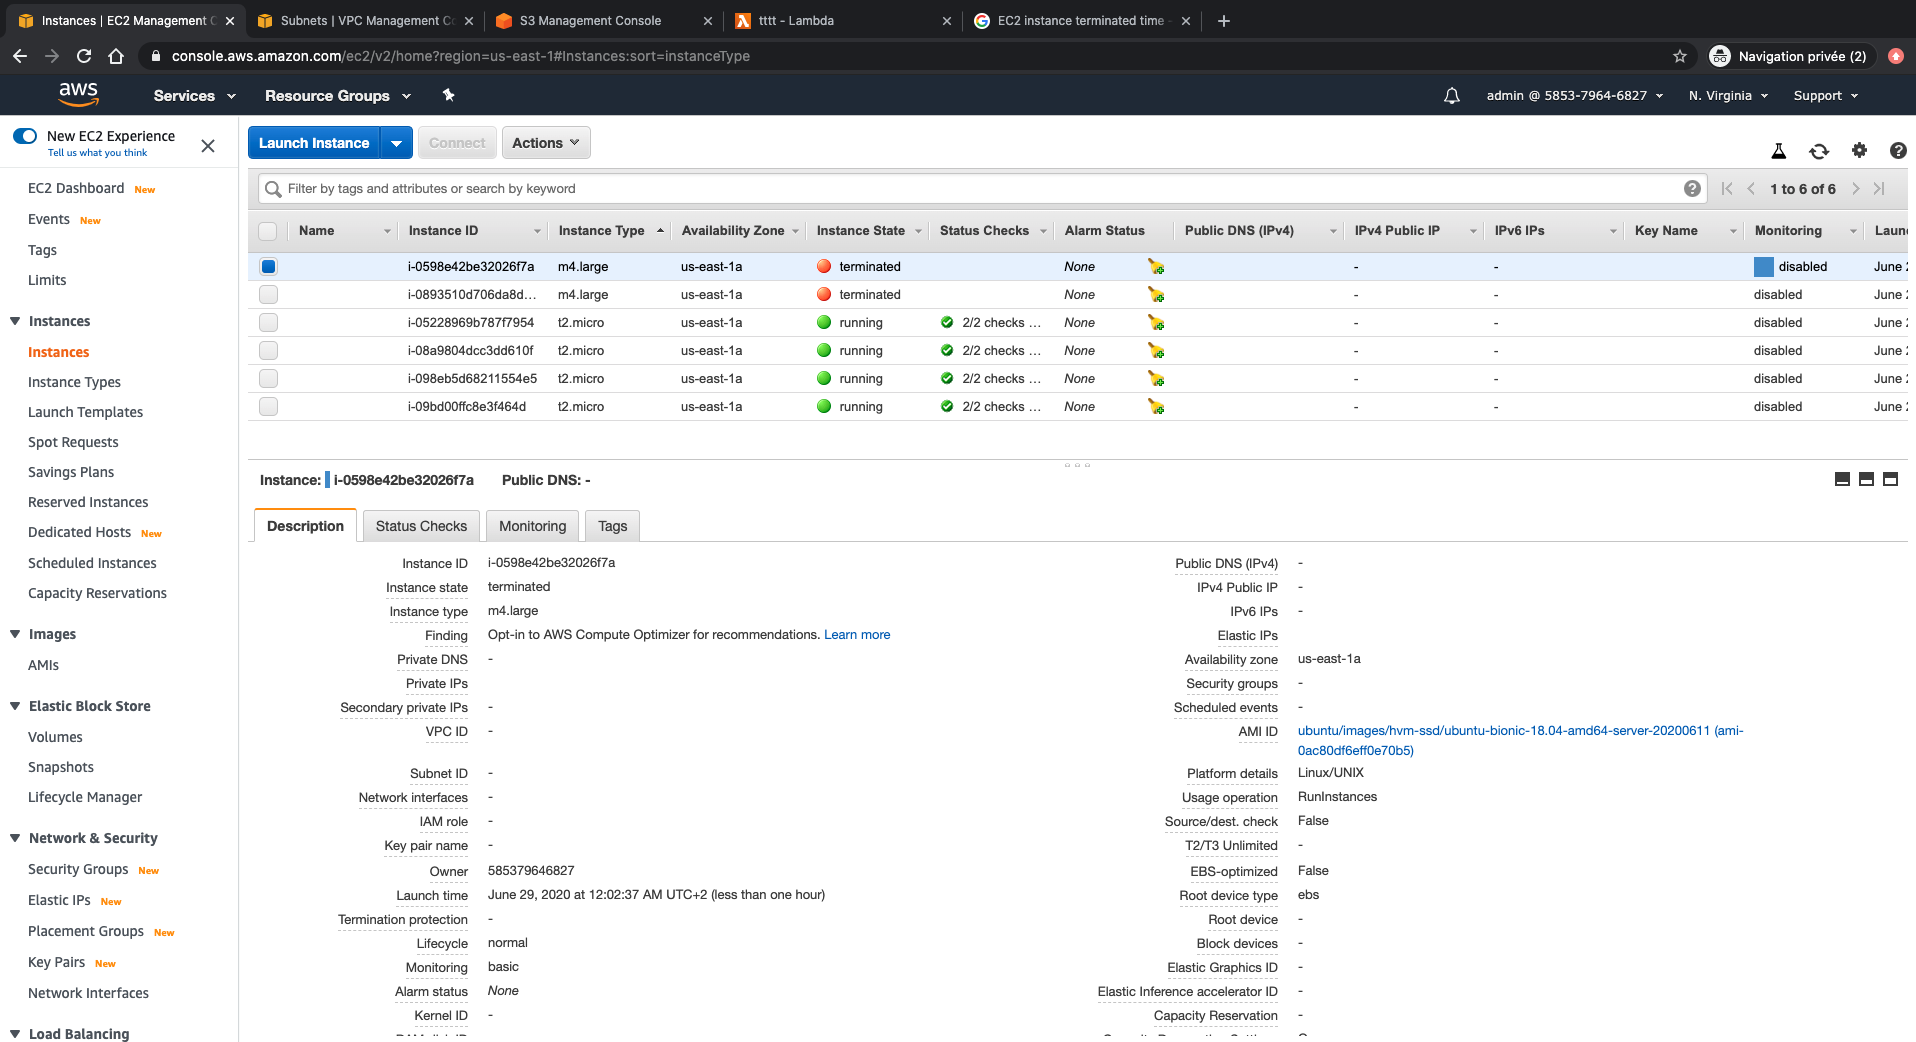 Instances | EC2 Management C
Subnets | VPC Management Co
S3 Management Console
tttt - Lambda
EC2 instance terminated time -
console.aws.amazon.com/ec2/v2/home?region=us-east-1#Instances:sort=instanceType
Navigation privée (2)
aws
Services
Resource Groups
admin @ 5853-7964-6827
N. Virginia
Support
New EC2 Experience
Tell us what you think
EC2 Dashboard New
Events New
Tags
Limits
Instances
Instances
Instance Types
Launch Templates
Spot Requests
Savings Plans
Reserved Instances
Dedicated Hosts New
Scheduled Instances
Capacity Reservations
Images
AMIs
Elastic Block Store
Volumes
Snapshots
Lifecycle Manager
Network & Security
Security Groups New
Elastic IPs New
Placement Groups New
Key Pairs New
Network Interfaces
Load Balancing
Launch Instance
Connect
Actions
Filter by tags and attributes or search by keyword
1 to 6 of 6
Name Instance ID Instance Type Availability Zone Instance State Status Checks Alarm Status Public DNS (IPv4) IPv4 Public IP IPv6 IPs Key Name Monitoring Laun
i-0598e42be32026f7a m4.large us-east-1a terminated None - - disabled June 2
i-0893510d706da8d... m4.large us-east-1a terminated None - - disabled June 2
i-05228969b787f7954 t2.micro us-east-1a running 2/2 checks ... None - - disabled June 2
i-08a9804dcc3dd610f t2.micro us-east-1a running 2/2 checks ... None - - disabled June 2
i-098eb5d68211554e5 t2.micro us-east-1a running 2/2 checks ... None - - disabled June 2
i-09bd00ffc8e3f464d t2.micro us-east-1a running 2/2 checks ... None - - disabled June 2
Instance: i-0598e42be32026f7a Public DNS: -
Description
Status Checks
Monitoring
Tags
Instance ID i-0598e42be32026f7a
Instance state terminated
Instance type m4.large
Finding Opt-in to AWS Compute Optimizer for recommendations. Learn more
Private DNS -
Private IPs -
Secondary private IPs -
VPC ID -
Subnet ID -
Network interfaces -
IAM role -
Key pair name -
Owner 585379646827
Launch time June 29, 2020 at 12:02:37 AM UTC+2 (less than one hour)
Termination protection -
Lifecycle normal
Monitoring basic
Alarm status None
Kernel ID -
Public DNS (IPv4) -
IPv4 Public IP -
IPv6 IPs -
Elastic IPs
Availability zone us-east-1a
Security groups -
Scheduled events -
AMI ID ubuntu/images/hvm-ssd/ubuntu-bionic-18.04-amd64-server-20200611 (ami-
0ac80df6eff0e70b5)
Platform details Linux/UNIX
Usage operation RunInstances
Source/dest. check False
T2/T3 Unlimited -
EBS-optimized False
Root device type ebs
Root device -
Block devices -
Elastic Graphics ID -
Elastic Inference accelerator ID -
Capacity Reservation -